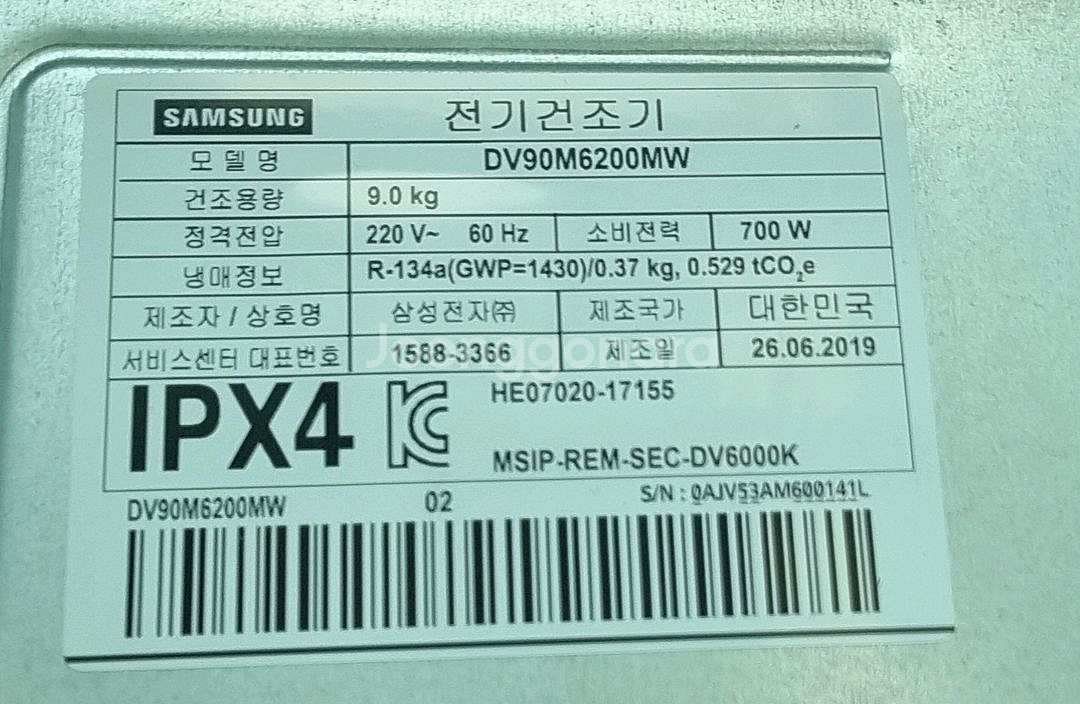 SAMSUNG 전기건조기
모델명 DV90M6200MW
건조용량 9.0 kg
정격전압 220 V~ 60 Hz 소비전력 700 W
냉매정보 R-134a(GWP=1430)/0.37 kg, 0.529 tCO₂e
제조자 / 상호명 삼성전자㈜ 제조국가 대한민국
서비스센터 대표번호 1588-3366 제조일 26.06.2019
Joonggonara
IPX4 HE07020-17155
MSIP-REM-SEC-DV6000K
DV90M6200MW 02 S/N : 0AJV53AM600141L